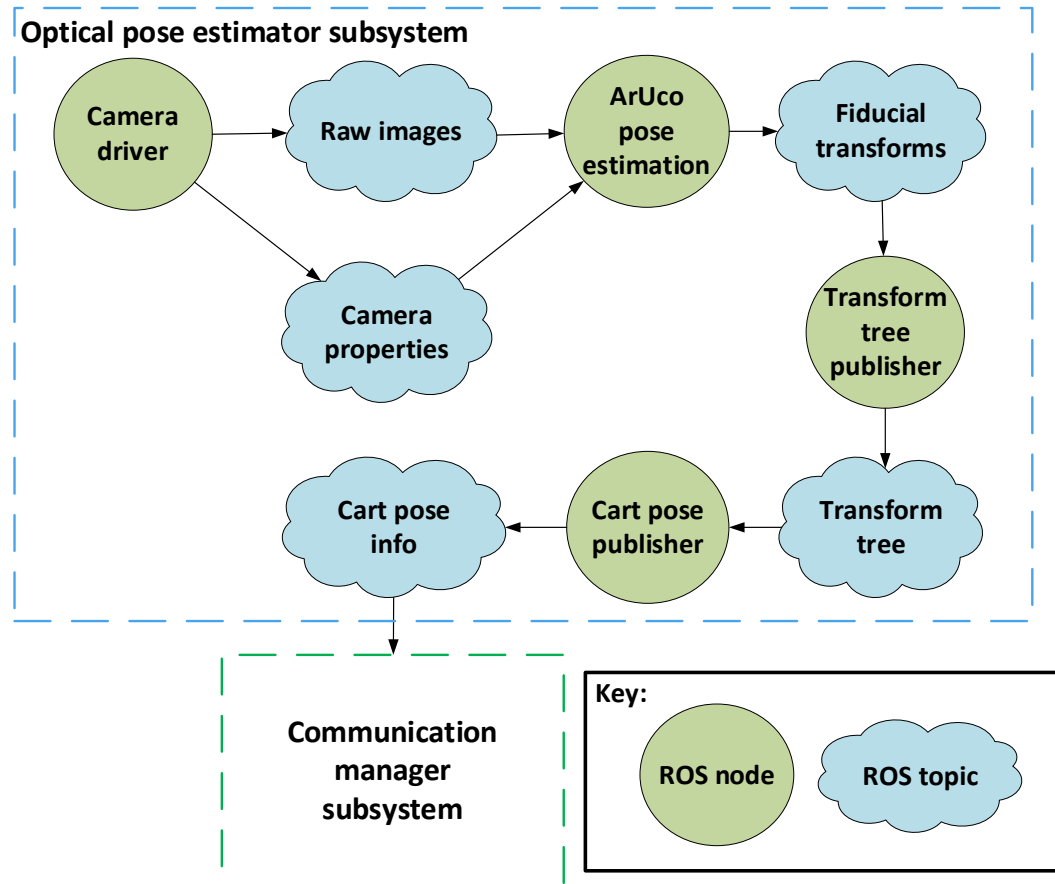 Optical pose estimator subsystem
Camera
driver
Raw images
ArUco
pose
estimation
Fiducial
transforms
Camera
properties
Transform
tree
publisher
Cart pose
info
Cart pose
publisher
Transform
tree
Communication
manager
subsystem
Key:
ROS node
ROS topic